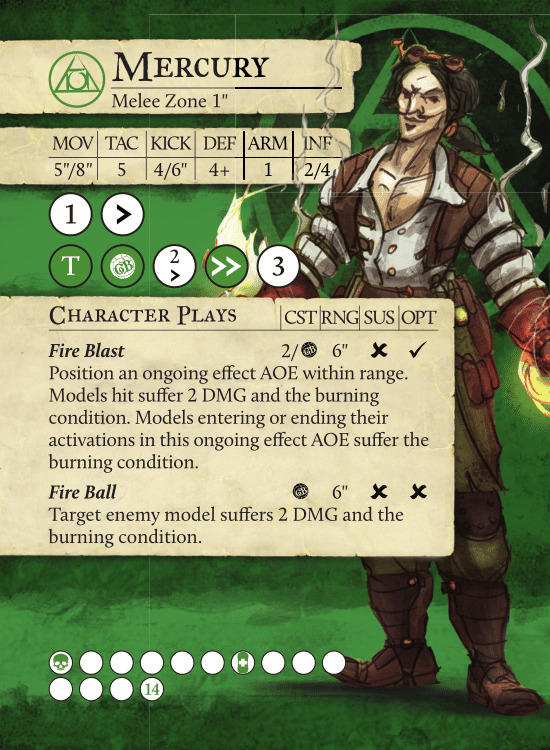 Mercury
Melee Zone 1"
MOV TAC KICK DEF ARM INF
5"/8" 5 4/6" 4+ 1 2/4
1 >
T GB 2 > >> 3
Character Plays CST RNG SUS OPT
Fire Blast 2/GB 6" ✘ ✓
Position an ongoing effect AOE within range.
Models hit suffer 2 DMG and the burning
condition. Models entering or ending their
activations in this ongoing effect AOE suffer the
burning condition.
Fire Ball GB 6" ✘ ✘
Target enemy model suffers 2 DMG and the
burning condition.
14